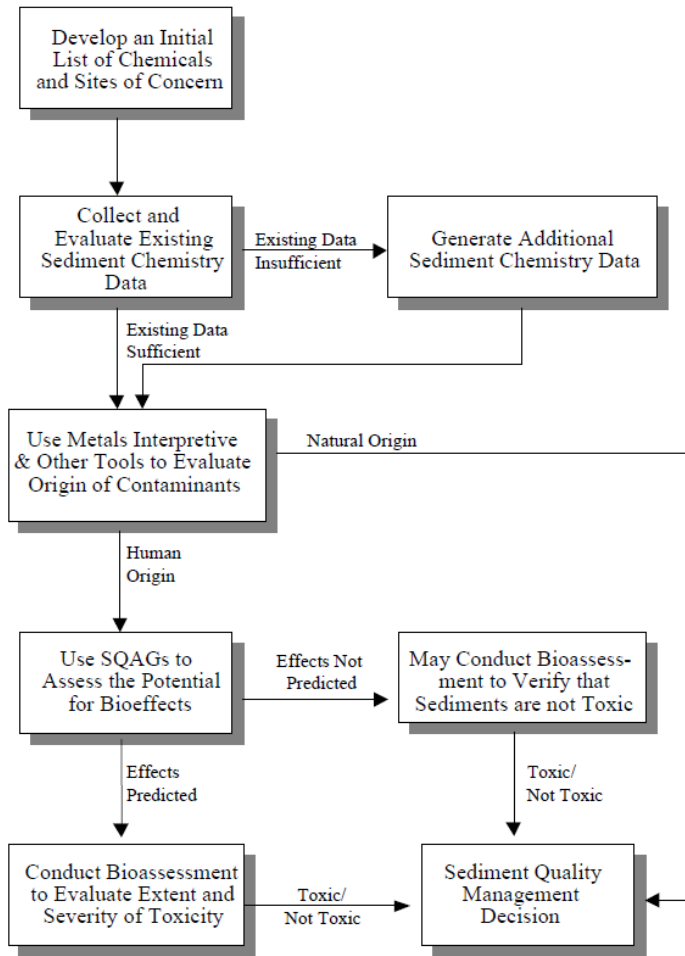 Develop an Initial
List of Chemicals
and Sites of Concern
Collect and
Evaluate Existing
Sediment Chemistry
Data
Existing Data
Insufficient
Generate Additional
Sediment Chemistry Data
Existing Data
Sufficient
Use Metals Interpretive
& Other Tools to Evaluate
Origin of Contaminants
Natural Origin
Human
Origin
Use SQAGs to
Assess the Potential
for Bioeffects
Effects Not
Predicted
May Conduct Bioassess-
ment to Verify that
Sediments are not Toxic
Effects
Predicted
Toxic/
Not Toxic
Conduct Bioassessment
to Evaluate Extent and
Severity of Toxicity
Toxic/
Not Toxic
Sediment Quality
Management
Decision